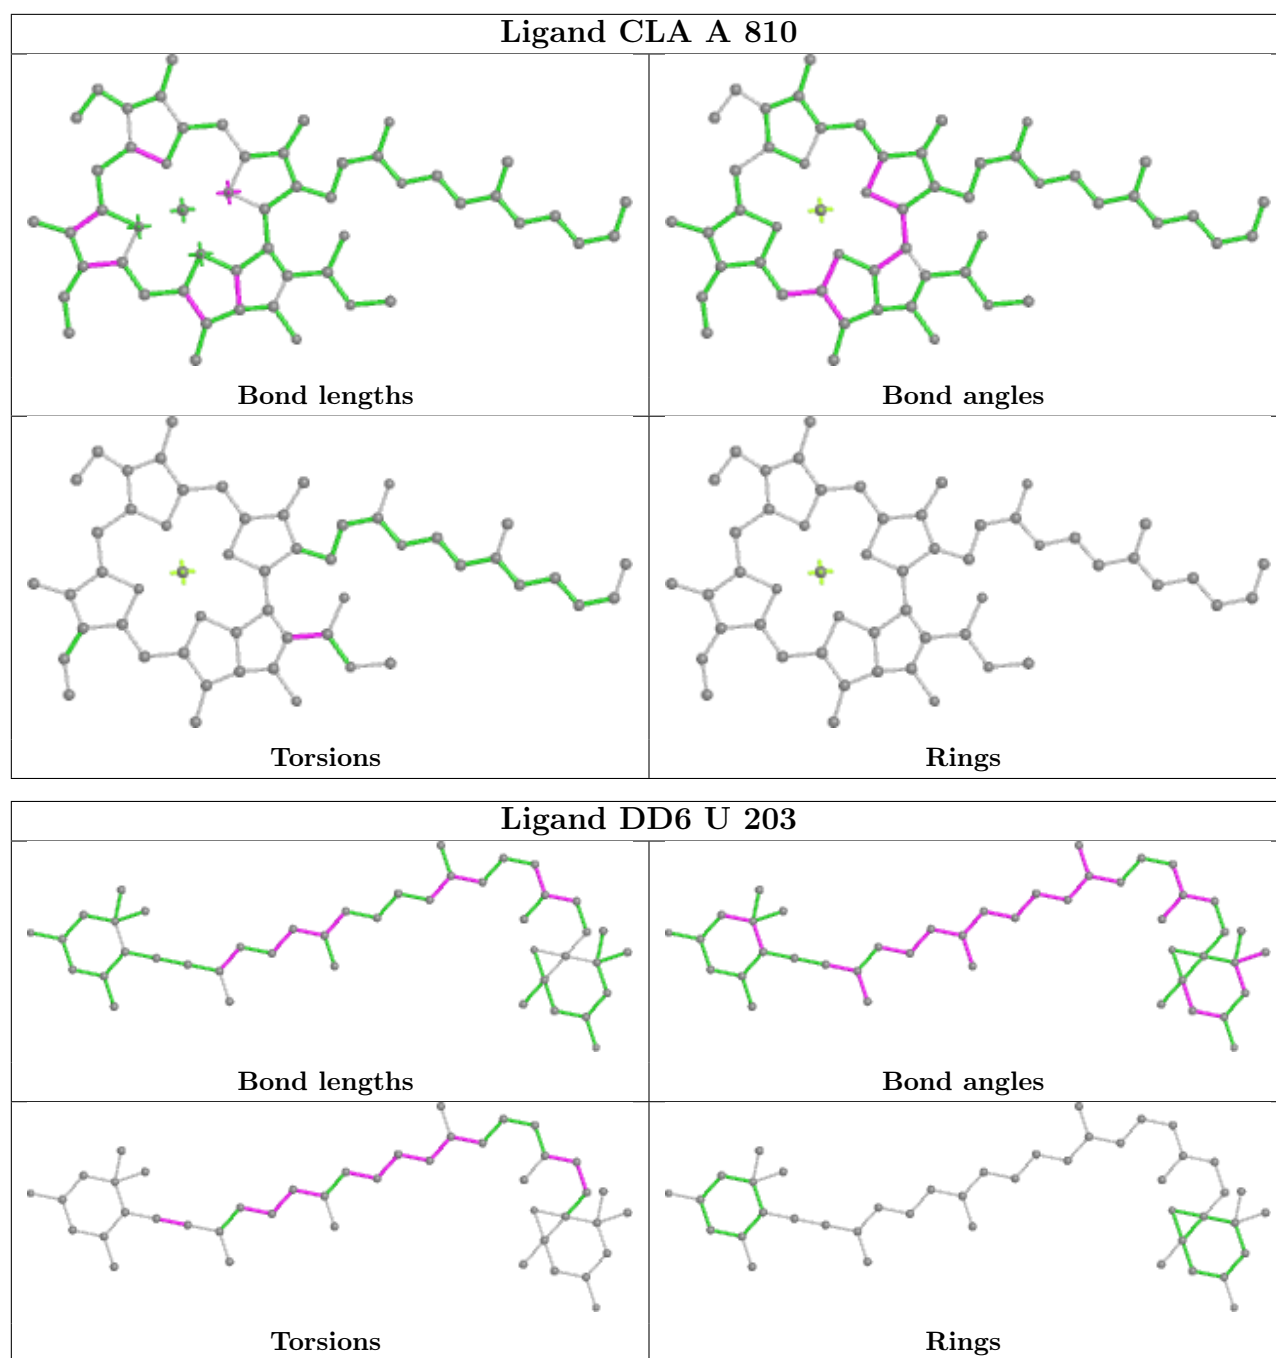 Ligand CLA A 810
Bond lengths
Bond angles
Torsions
Rings
Ligand DD6 U 203
Bond lengths
Bond angles
Torsions
Rings